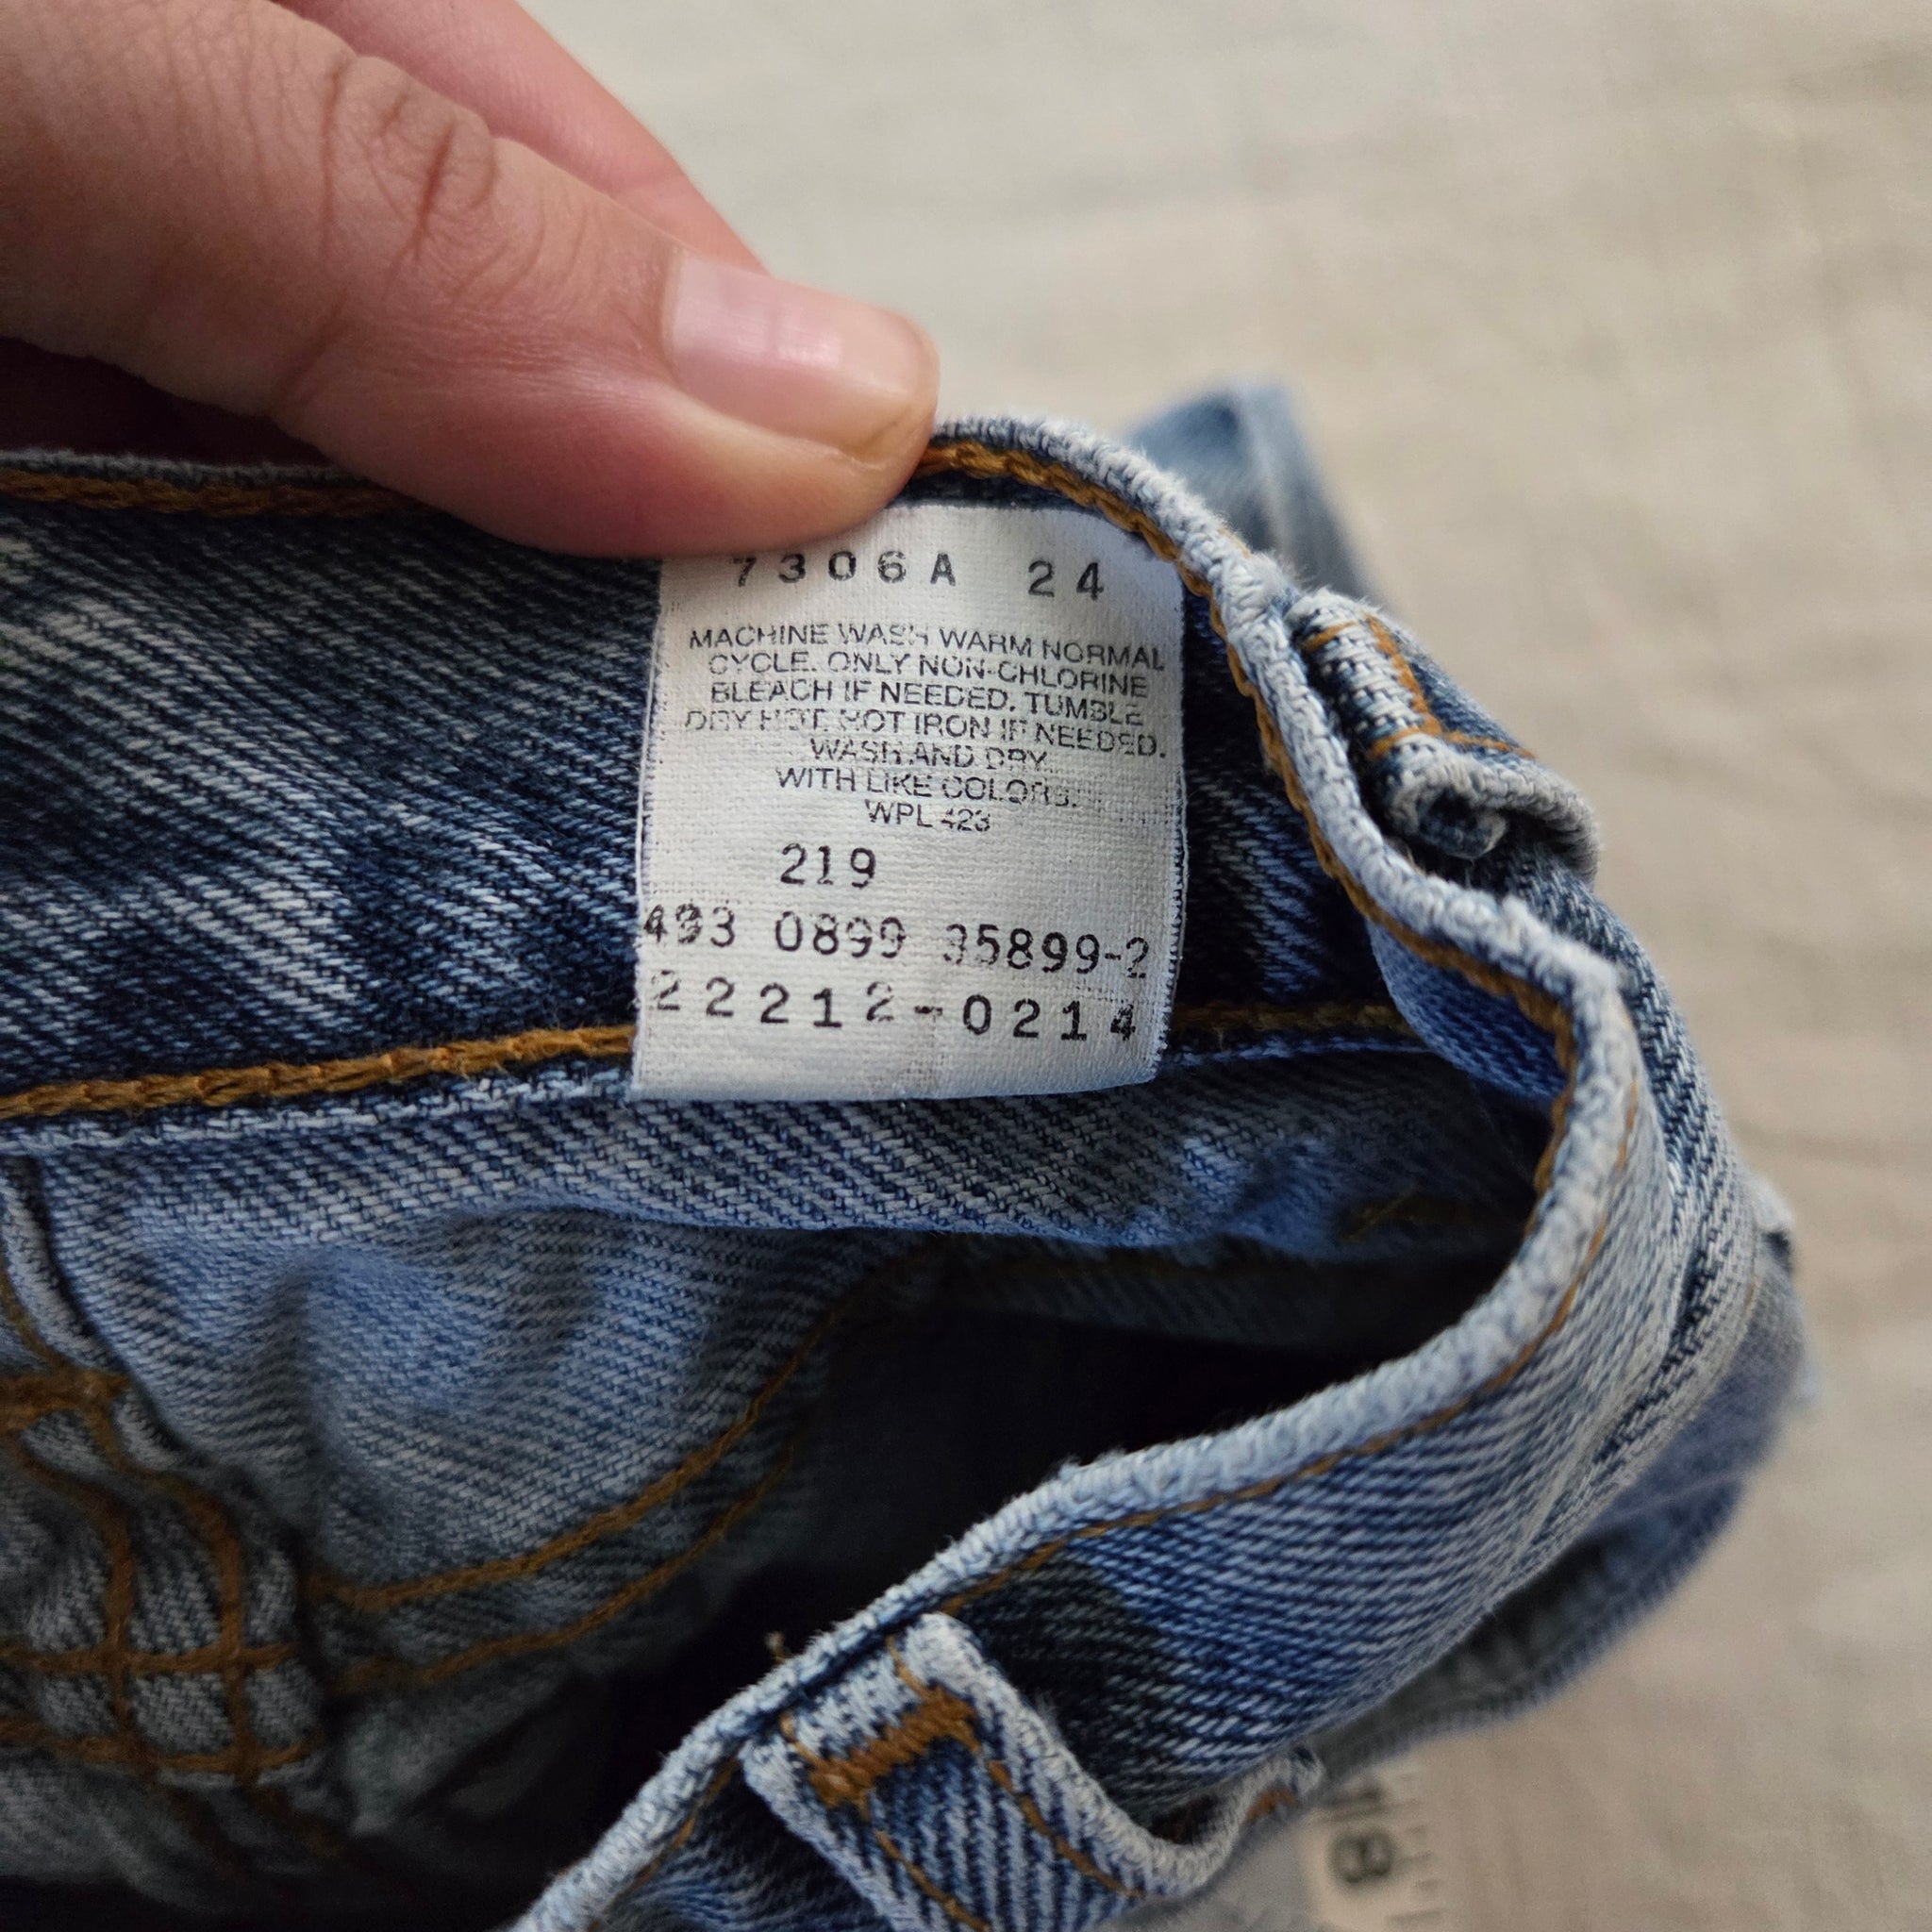 7306A 24
MACHINE WASH WARM NORMAL
CYCLE. ONLY NON-CHLORINE
BLEACH IF NEEDED. TUMBLE
DRY HOT. HOT IRON IF NEEDED.
WASH AND DRY
WITH LIKE COLORS.
WPL 423
219
493 0899 35899-2
22212-0214
18